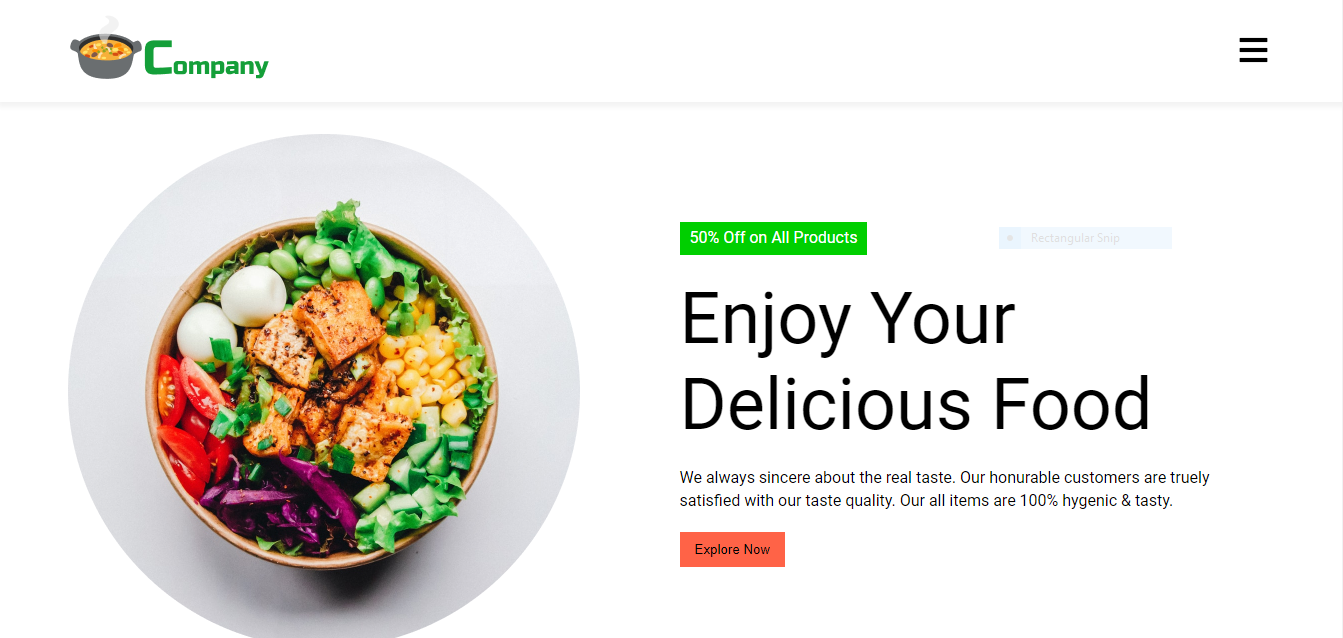 Company
50% Off on All Products
Rectangular Snip
Enjoy Your
Delicious Food
We always sincere about the real taste. Our honurable customers are truely
satisfied with our taste quality. Our all items are 100% hygenic & tasty.
Explore Now